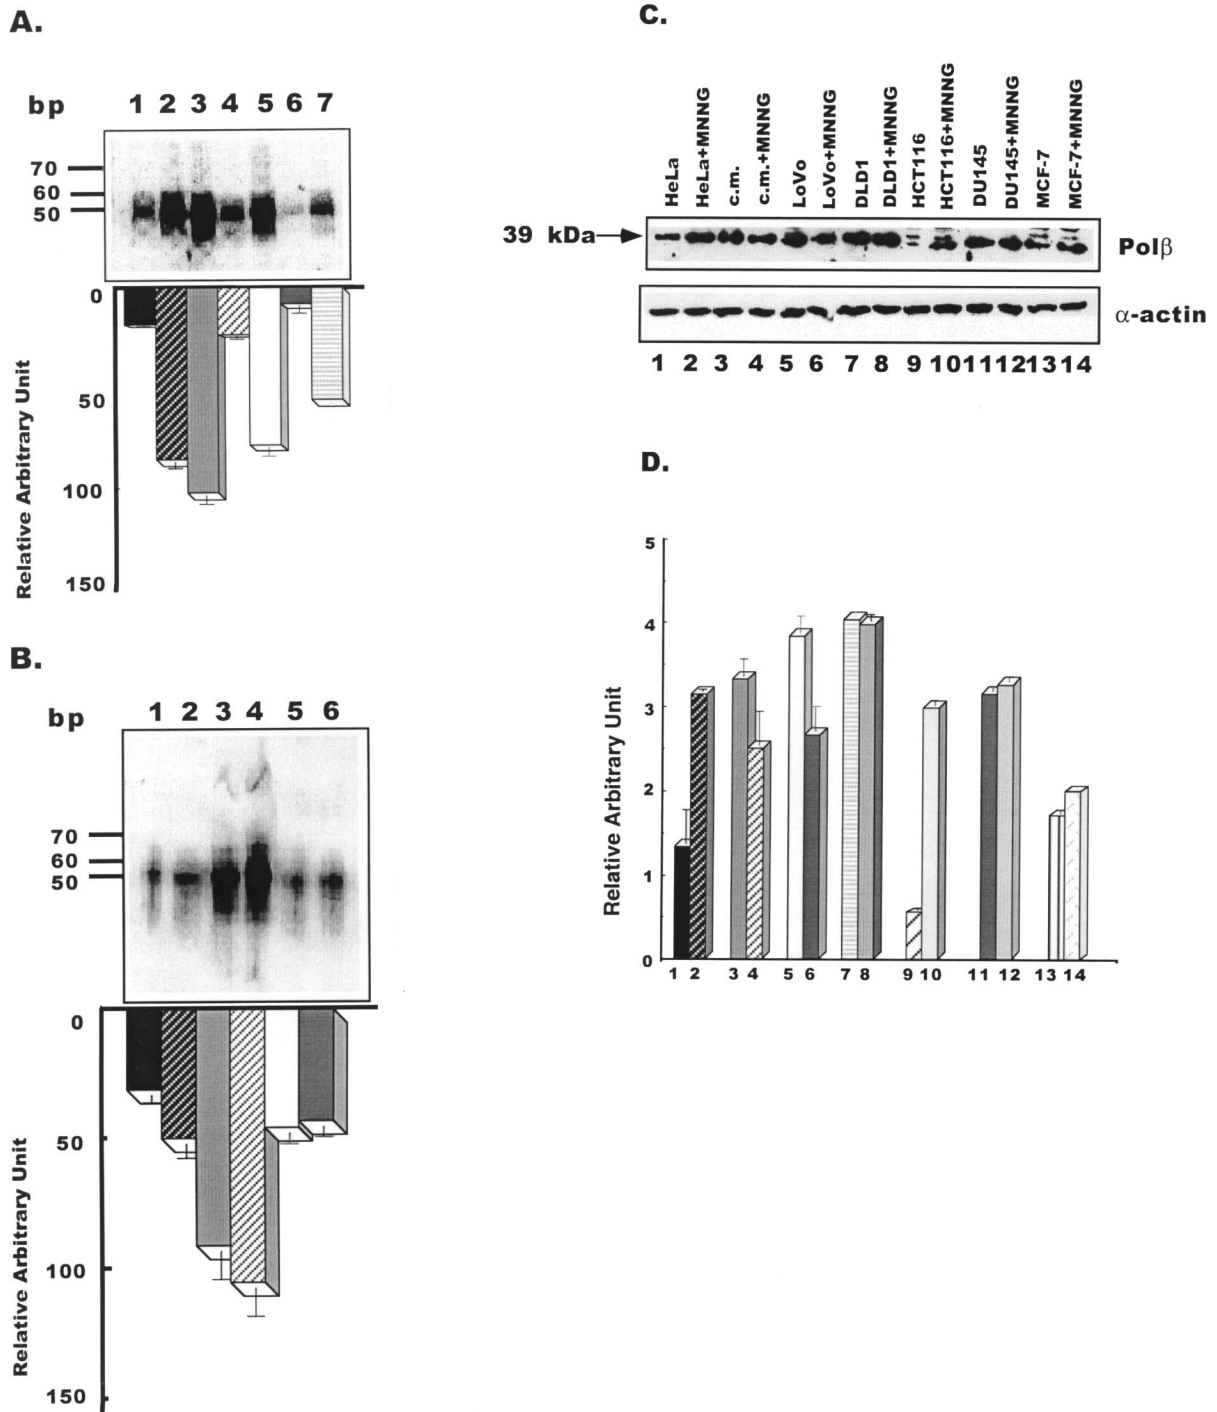 A.
bp 1 2 3 4 5 6 7
70
60
50
0
50
100
150
Relative Arbitrary Unit
B.
bp 1 2 3 4 5 6
70
60
50
0
50
100
150
Relative Arbitrary Unit
C.
HeLa
HeLa+MNNG
c.m.
c.m.+MNNG
LoVo
LoVo+MNNG
DLD1
DLD1+MNNG
HCT116
HCT116+MNNG
DU145
DU145+MNNG
MCF-7
MCF-7+MNNG
39 kDa
Polβ
α-actin
1 2 3 4 5 6 7 8 9 10 11 12 13 14
D.
5
4
3
2
1
0
Relative Arbitrary Unit
1 2 3 4 5 6 7 8 9 10 11 12 13 14